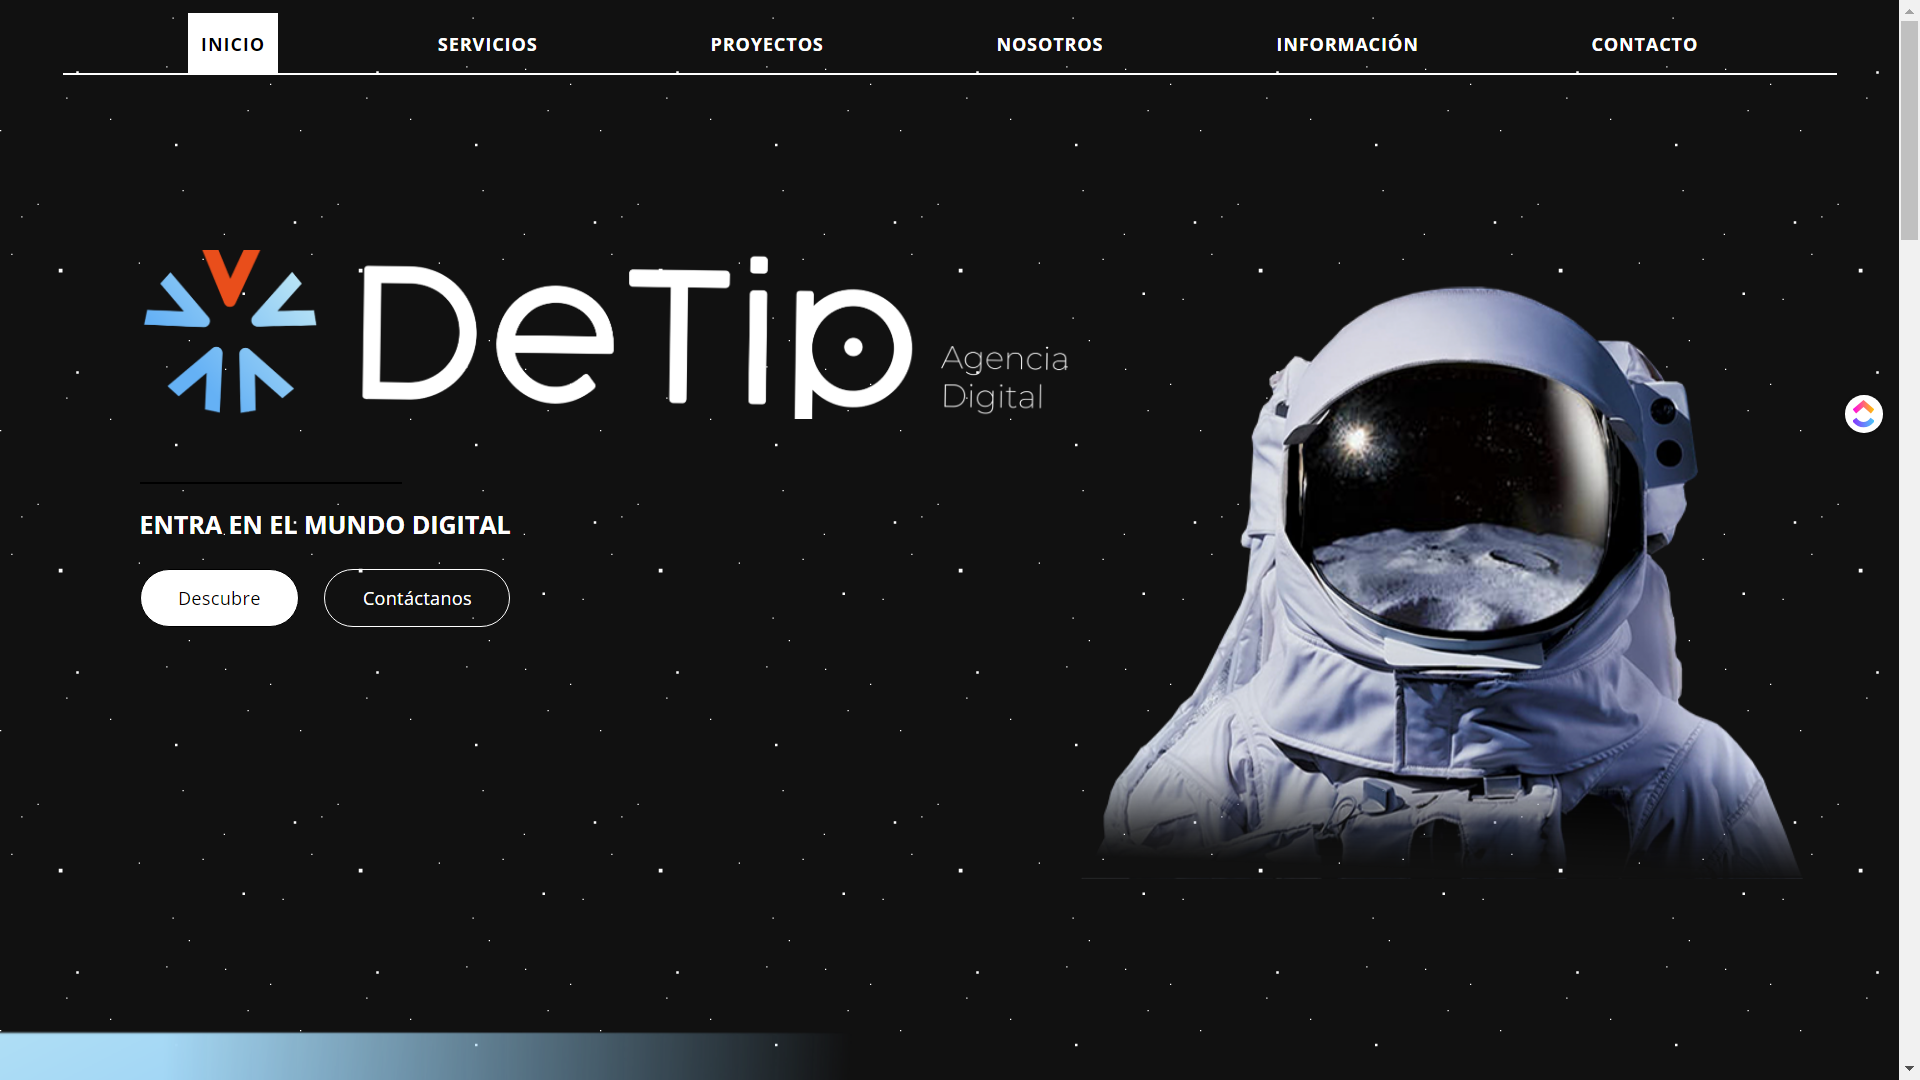 INICIO
SERVICIOS
PROYECTOS
NOSOTROS
INFORMACIÓN
CONTACTO
DeTip
Agencia
Digital
ENTRA EN EL MUNDO DIGITAL
Descubre
Contáctanos